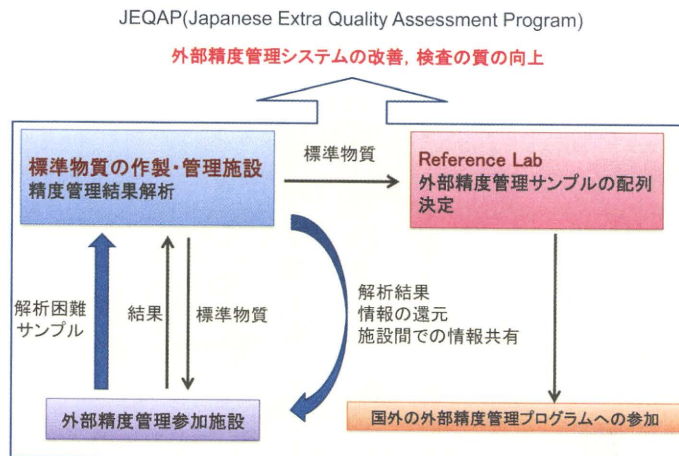 JEQAP(Japanese Extra Quality Assessment Program)
外部精度管理システムの改善，検査の質の向上
標準物質の作製・管理施設
精度管理結果解析
標準物質
Reference Lab
外部精度管理サンプルの配列
決定
解析困難
サンプル
結果
標準物質
解析結果
情報の還元
施設間での情報共有
外部精度管理参加施設
国外の外部精度管理プログラムへの参加